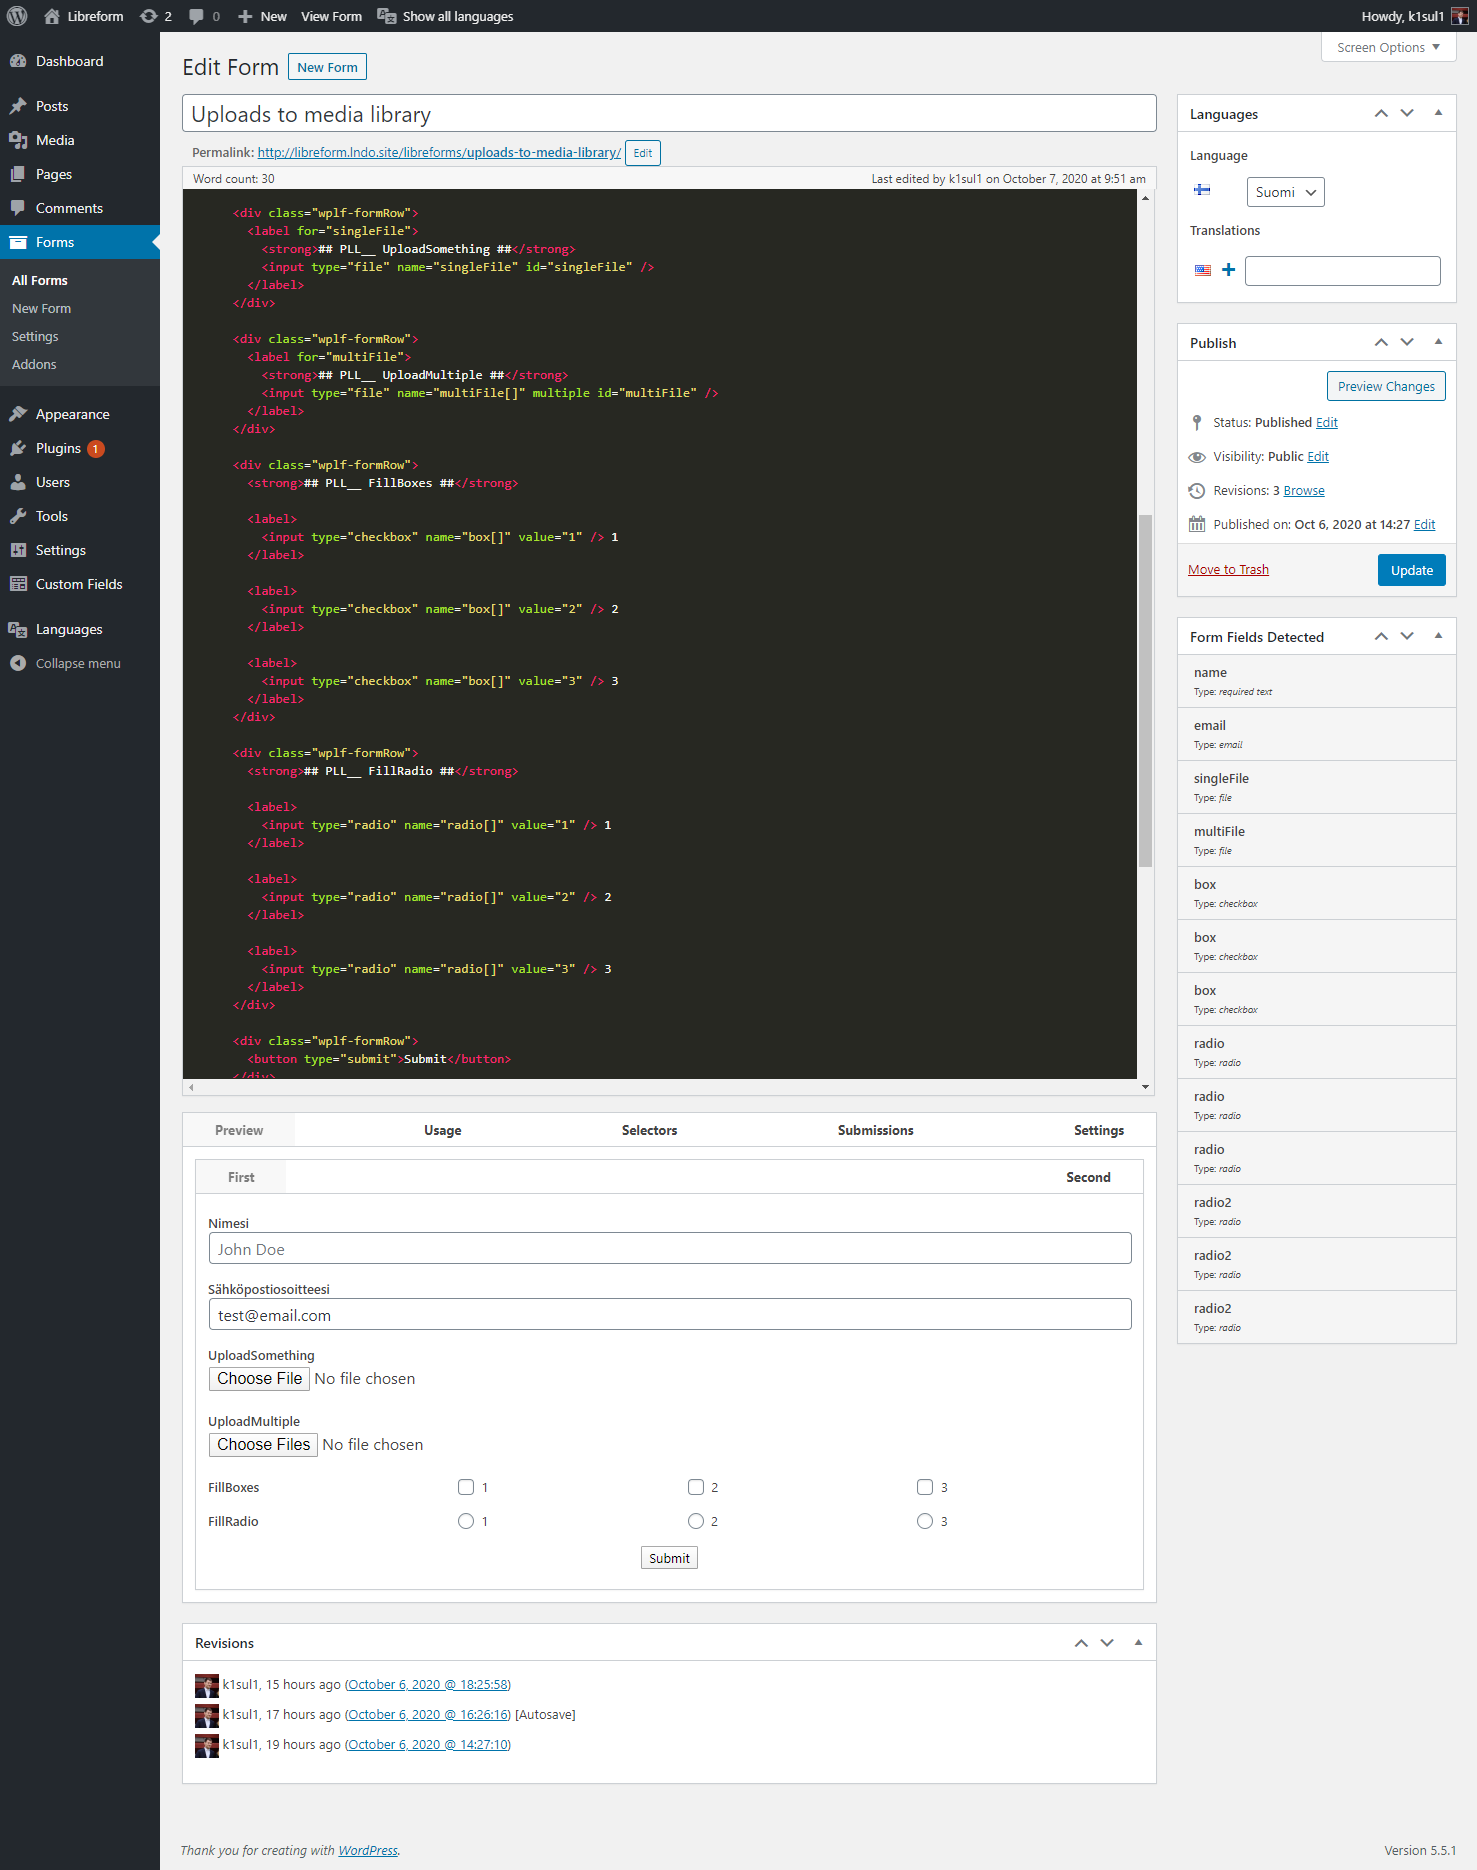 Libreform 2 0 New View Form Show all languages Howdy, k1sul1
Dashboard
Posts
Media
Pages
Comments
Forms
All Forms
New Form
Settings
Addons
Appearance
Plugins 1
Users
Tools
Settings
Custom Fields
Languages
Collapse menu
Screen Options
Edit Form New Form
Uploads to media library
Permalink: http://libreform.lndo.site/libreforms/uploads-to-media-library/ Edit
Word count: 30 Last edited by k1sul1 on October 7, 2020 at 9:51 am
<div class="wplf-formRow">
<label for="singleFile">
<strong>## PLL__ UploadSomething ##</strong>
<input type="file" name="singleFile" id="singleFile" />
</label>
</div>
<div class="wplf-formRow">
<label for="multiFile">
<strong>## PLL__ UploadMultiple ##</strong>
<input type="file" name="multiFile[]" multiple id="multiFile" />
</label>
</div>
<div class="wplf-formRow">
<strong>## PLL__ FillBoxes ##</strong>
<label>
<input type="checkbox" name="box[]" value="1" /> 1
</label>
<label>
<input type="checkbox" name="box[]" value="2" /> 2
</label>
<label>
<input type="checkbox" name="box[]" value="3" /> 3
</label>
</div>
<div class="wplf-formRow">
<strong>## PLL__ FillRadio ##</strong>
<label>
<input type="radio" name="radio[]" value="1" /> 1
</label>
<label>
<input type="radio" name="radio[]" value="2" /> 2
</label>
<label>
<input type="radio" name="radio[]" value="3" /> 3
</label>
</div>
<div class="wplf-formRow">
<button type="submit">Submit</button>
</div>
Preview Usage Selectors Submissions Settings
First Second
Nimesi
John Doe
Sähköpostiosoitteesi
test@email.com
UploadSomething
Choose File No file chosen
UploadMultiple
Choose Files No file chosen
FillBoxes 1 2 3
FillRadio 1 2 3
Submit
Revisions
k1sul1, 15 hours ago (October 6, 2020 @ 18:25:58)
k1sul1, 17 hours ago (October 6, 2020 @ 16:26:16) [Autosave]
k1sul1, 19 hours ago (October 6, 2020 @ 14:27:10)
Languages
Language
Suomi
Translations
Publish
Preview Changes
Status: Published Edit
Visibility: Public Edit
Revisions: 3 Browse
Published on: Oct 6, 2020 at 14:27 Edit
Move to Trash Update
Form Fields Detected
name
Type: required text
email
Type: email
singleFile
Type: file
multiFile
Type: file
box
Type: checkbox
box
Type: checkbox
box
Type: checkbox
radio
Type: radio
radio
Type: radio
radio
Type: radio
radio2
Type: radio
radio2
Type: radio
radio2
Type: radio
Thank you for creating with WordPress. Version 5.5.1